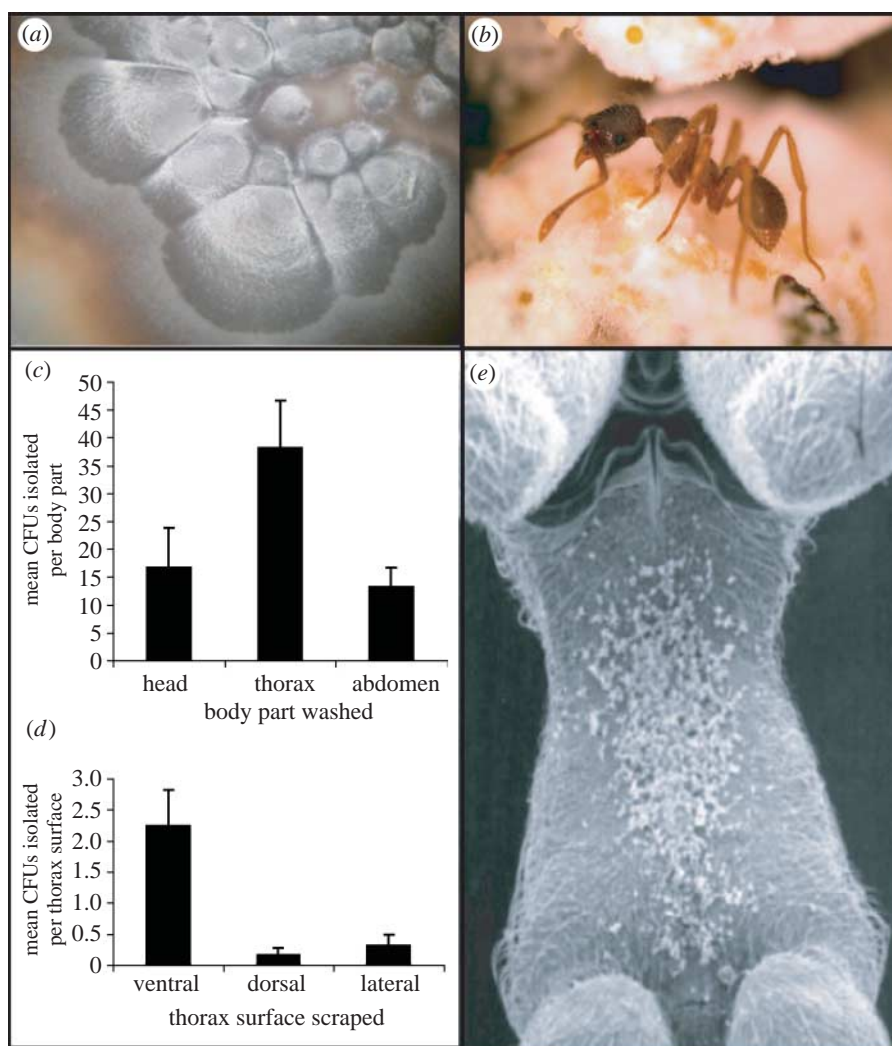 (a)
(b)
(c)
50
45
40
35
30
25
20
15
10
5
0
mean CFUs isolated
per body part
head thorax abdomen
body part washed
(d)
3.0
2.5
2.0
1.5
1.0
0.5
0
mean CFUs isolated
per thorax surface
ventral dorsal lateral
thorax surface scraped
(e)